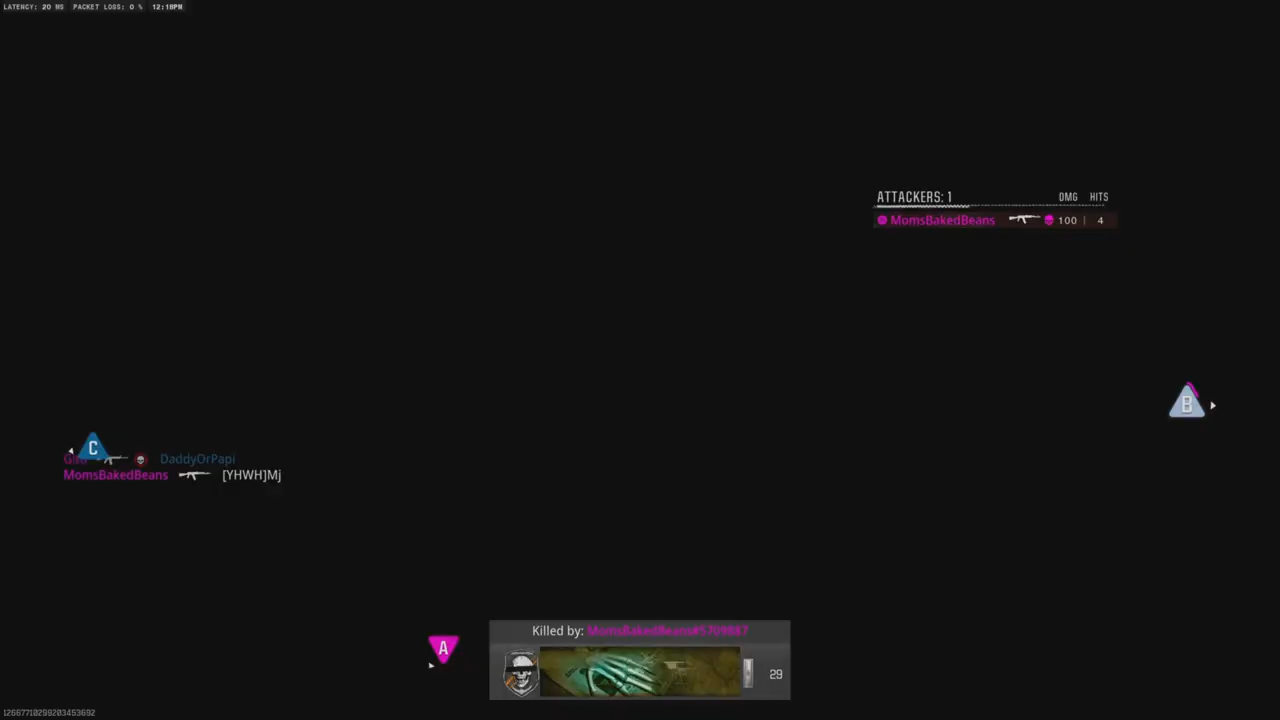 LATENCY: 20 MS PACKET LOSS: 0 % 12:18PM
ATTACKERS: 1 DMG HITS
MomsBakedBeans 100 | 4
B
C
DaddyOrPapi
MomsBakedBeans [YHWH]Mj
Killed by: MomsBakedBeans#5709887
A
29